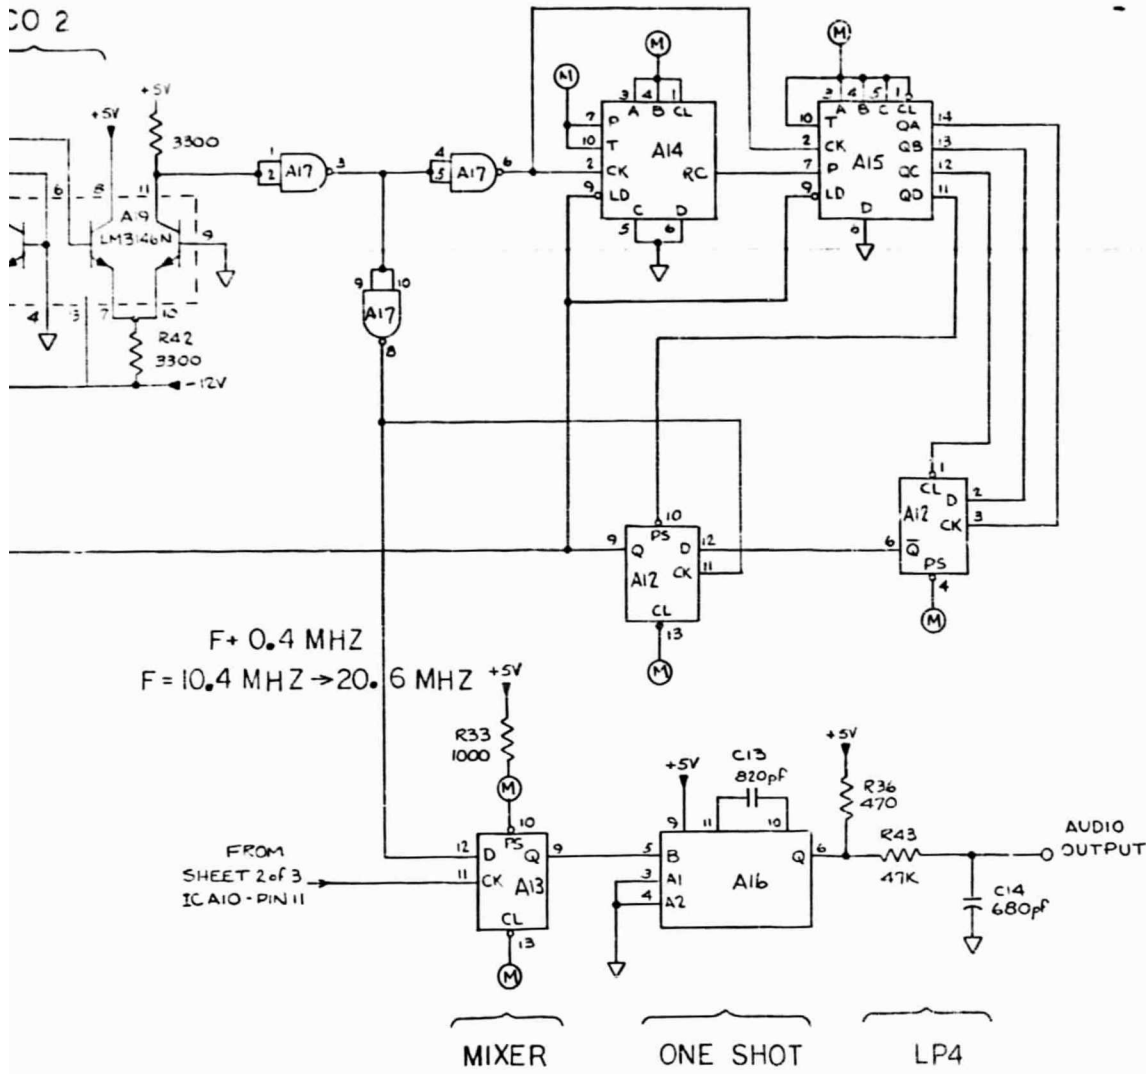 CO 2
+5V
+5V
3300
6
8
11
A19
LM3146N
9
4
3
7
10
R42
3300
-12V
1
2
A17
3
4
5
A17
6
9
10
A17
8
M
M
3
4
1
A
B
CL
7
P
10
T
2
CK
A14
RC
7
9
LD
C
D
5
6
M
3
4
5
1
A
B
C
CL
10
T
QA
14
2
CK
QB
13
P
A15
QC
12
9
LD
QD
11
D
6
10
PS
9
Q
D
12
A12
CK
11
CL
13
M
1
CL
D
2
A12
CK
3
6
Q̅
PS
4
M
F+ 0.4 MHZ
F = 10.4 MHZ → 20.6 MHZ
+5V
R33
1000
M
10
PS
12
D
Q
9
11
CK
A13
CL
13
M
FROM
SHEET 2 of 3
IC A10 - PIN 11
+5V
C13
820pf
9
11
10
5
B
Q
6
3
A1
A16
4
A2
+5V
R36
470
R43
47K
C14
680pf
AUDIO
OUTPUT
MIXER
ONE SHOT
LP4